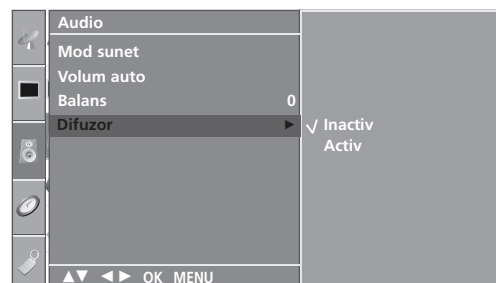 Audio
Mod sunet
Volum auto
Balans 0
Difuzor ► √ Inactiv
Activ
▲▼ ◄► OK MENU